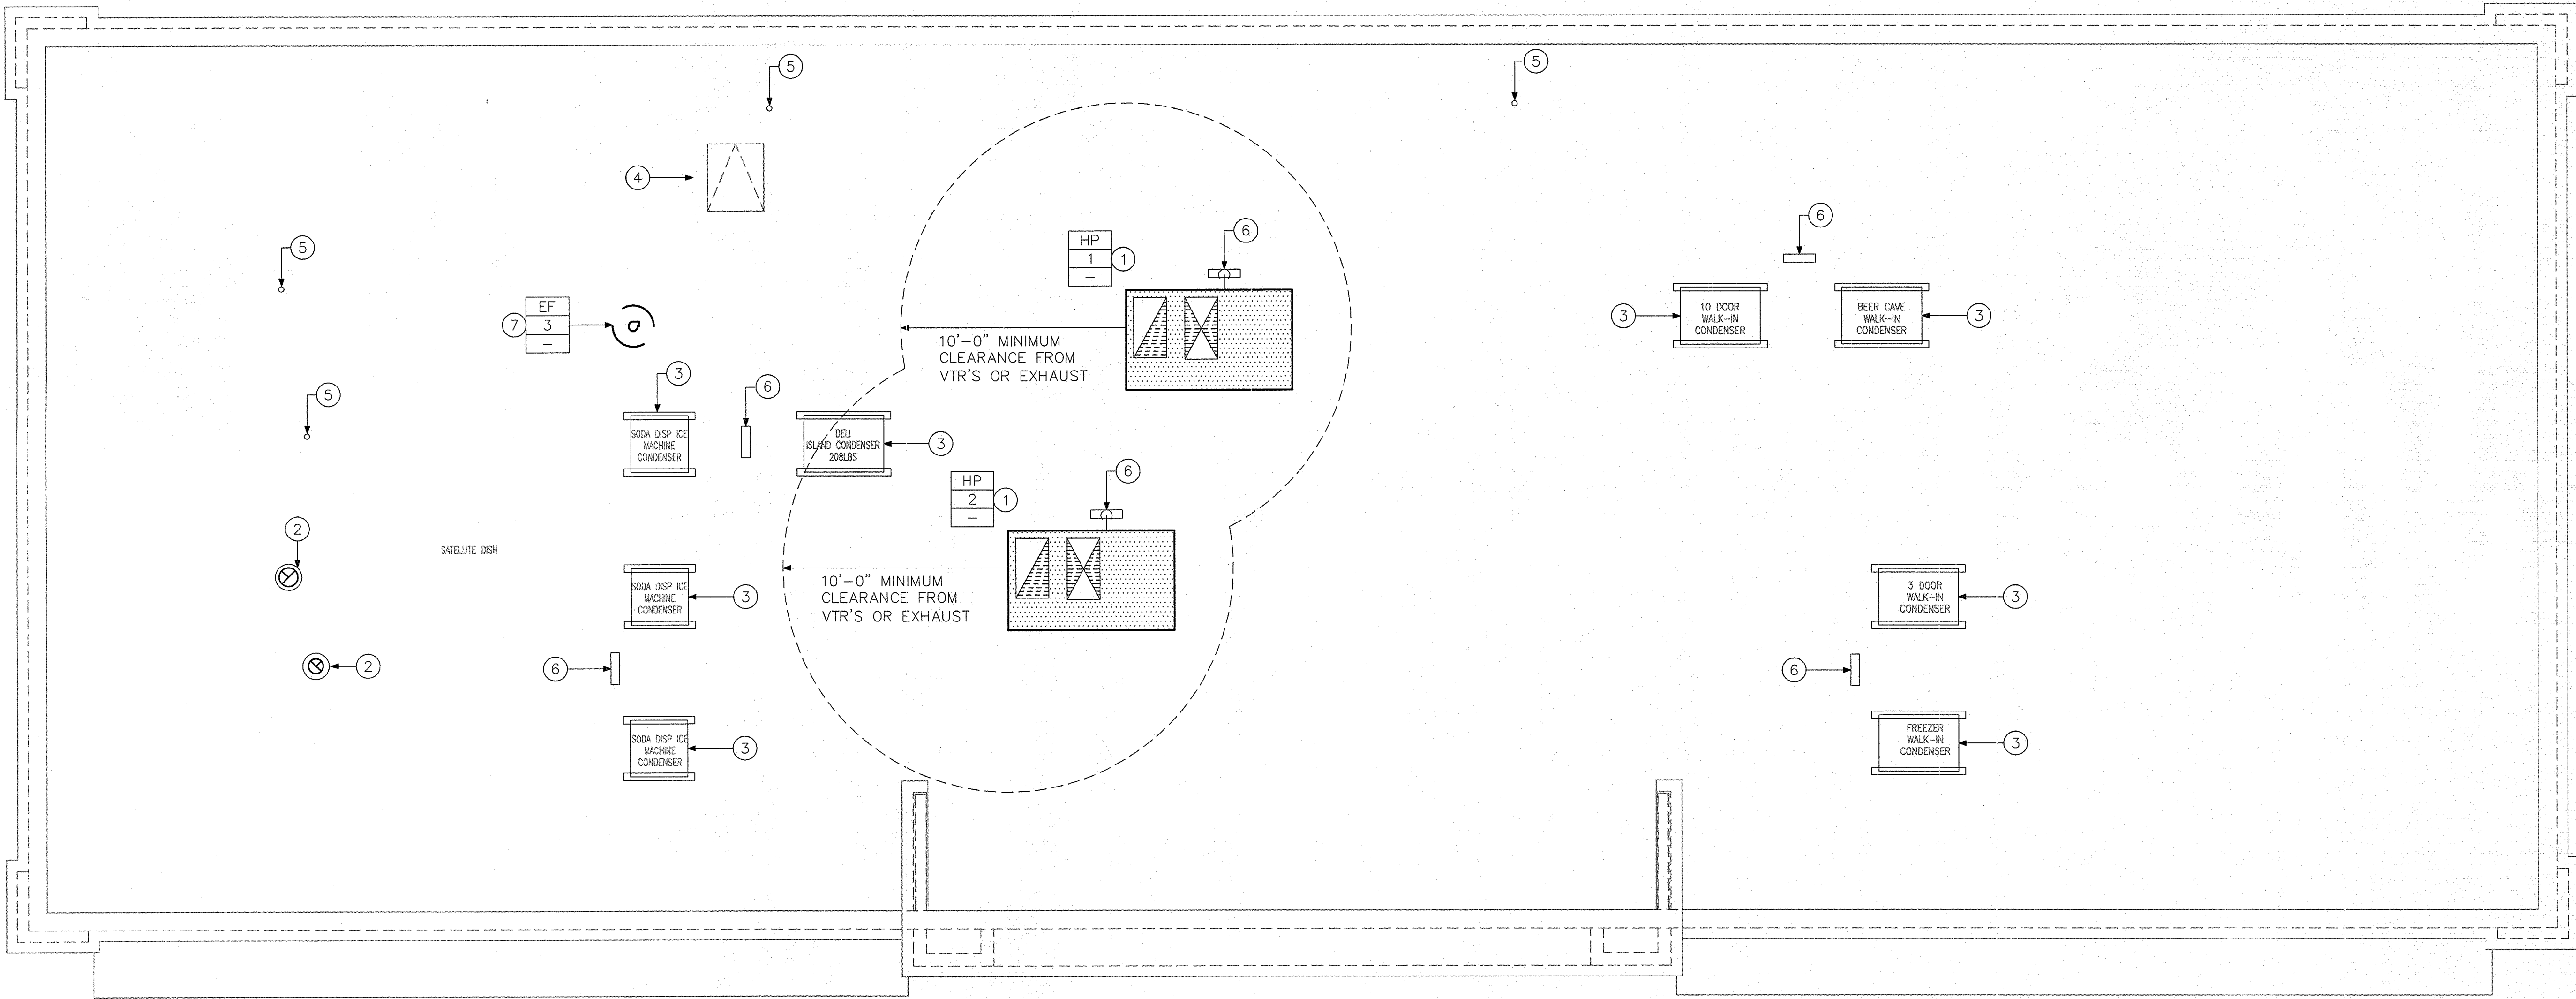 5
5
4
6
6
HP
1
—
1
5
EF
3
—
7
10 DOOR
WALK-IN
CONDENSER
3
BEER CAVE
WALK-IN
CONDENSER
3
10'-0" MINIMUM
CLEARANCE FROM
VTR'S OR EXHAUST
3
6
5
SODA DISP ICE
MACHINE
CONDENSER
DELI
ISLAND CONDENSER
208LBS
3
HP
2
—
1
6
2
SATELLITE DISH
SODA DISP ICE
MACHINE
CONDENSER
3
10'-0" MINIMUM
CLEARANCE FROM
VTR'S OR EXHAUST
3 DOOR
WALK-IN
CONDENSER
3
2
6
6
SODA DISP ICE
MACHINE
CONDENSER
3
FREEZER
WALK-IN
CONDENSER
3